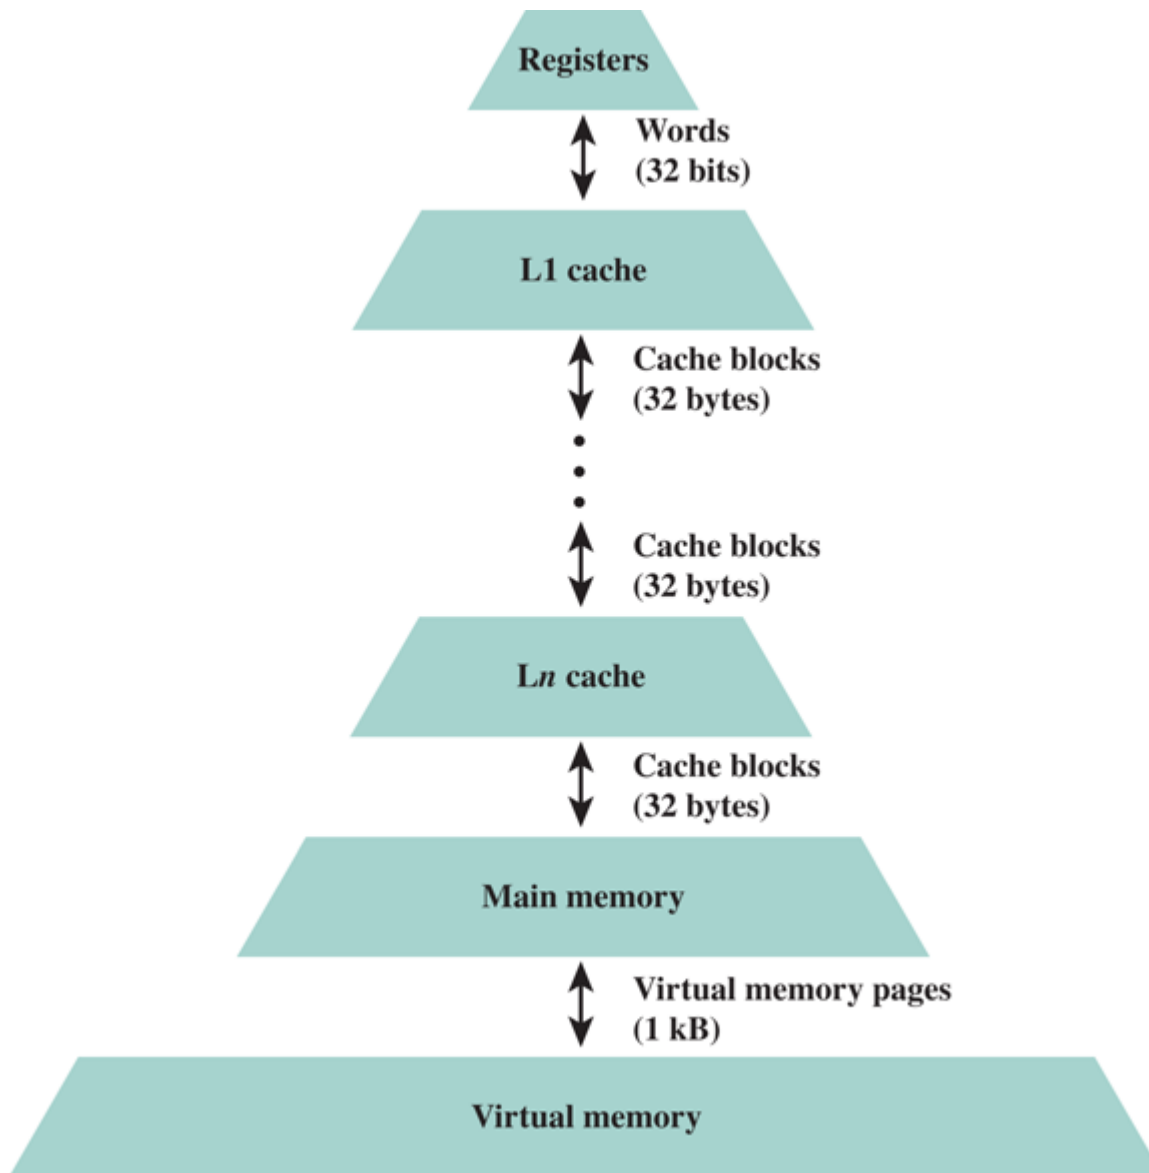 Registers
Words
(32 bits)
L1 cache
Cache blocks
(32 bytes)
Cache blocks
(32 bytes)
Ln cache
Cache blocks
(32 bytes)
Main memory
Virtual memory pages
(1 kB)
Virtual memory